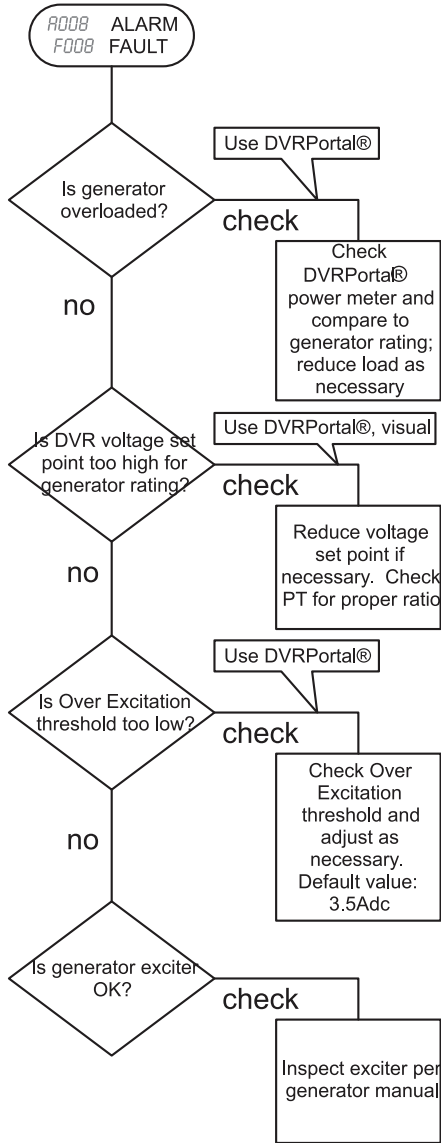 A008 ALARM
F008 FAULT
Use DVRPortal®
Is generator
overloaded?
check
Check
DVRPortal®
power meter and
compare to
generator rating;
reduce load as
necessary
no
Use DVRPortal®, visual
Is DVR voltage set
point too high for
generator rating?
check
Reduce voltage
set point if
necessary. Check
PT for proper ratio
no
Use DVRPortal®
Is Over Excitation
threshold too low?
check
Check Over
Excitation
threshold and
adjust as
necessary.
Default value:
3.5Adc
no
Is generator exciter
OK?
check
Inspect exciter per
generator manual